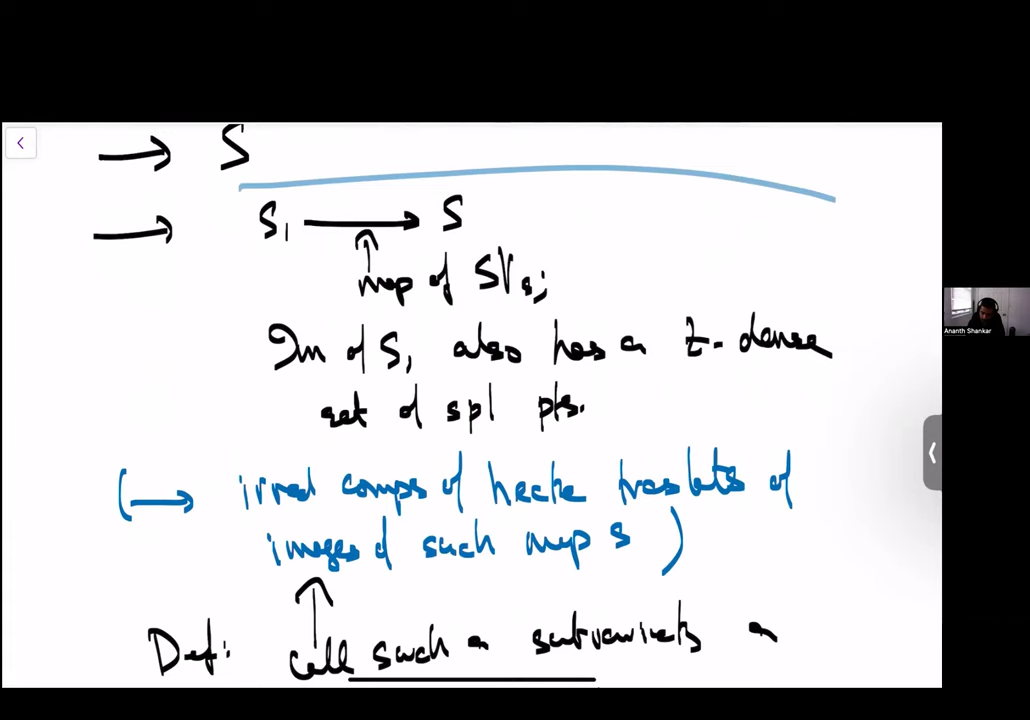 → S
→ S₁ → S
↑
map of SVs;
Im of S₁ also has a Z-dense
set of spl pts.
(→ irred comps of hecke translates of
images of such maps)
↑
Def: call such a subvariety a
Ananth Shankar